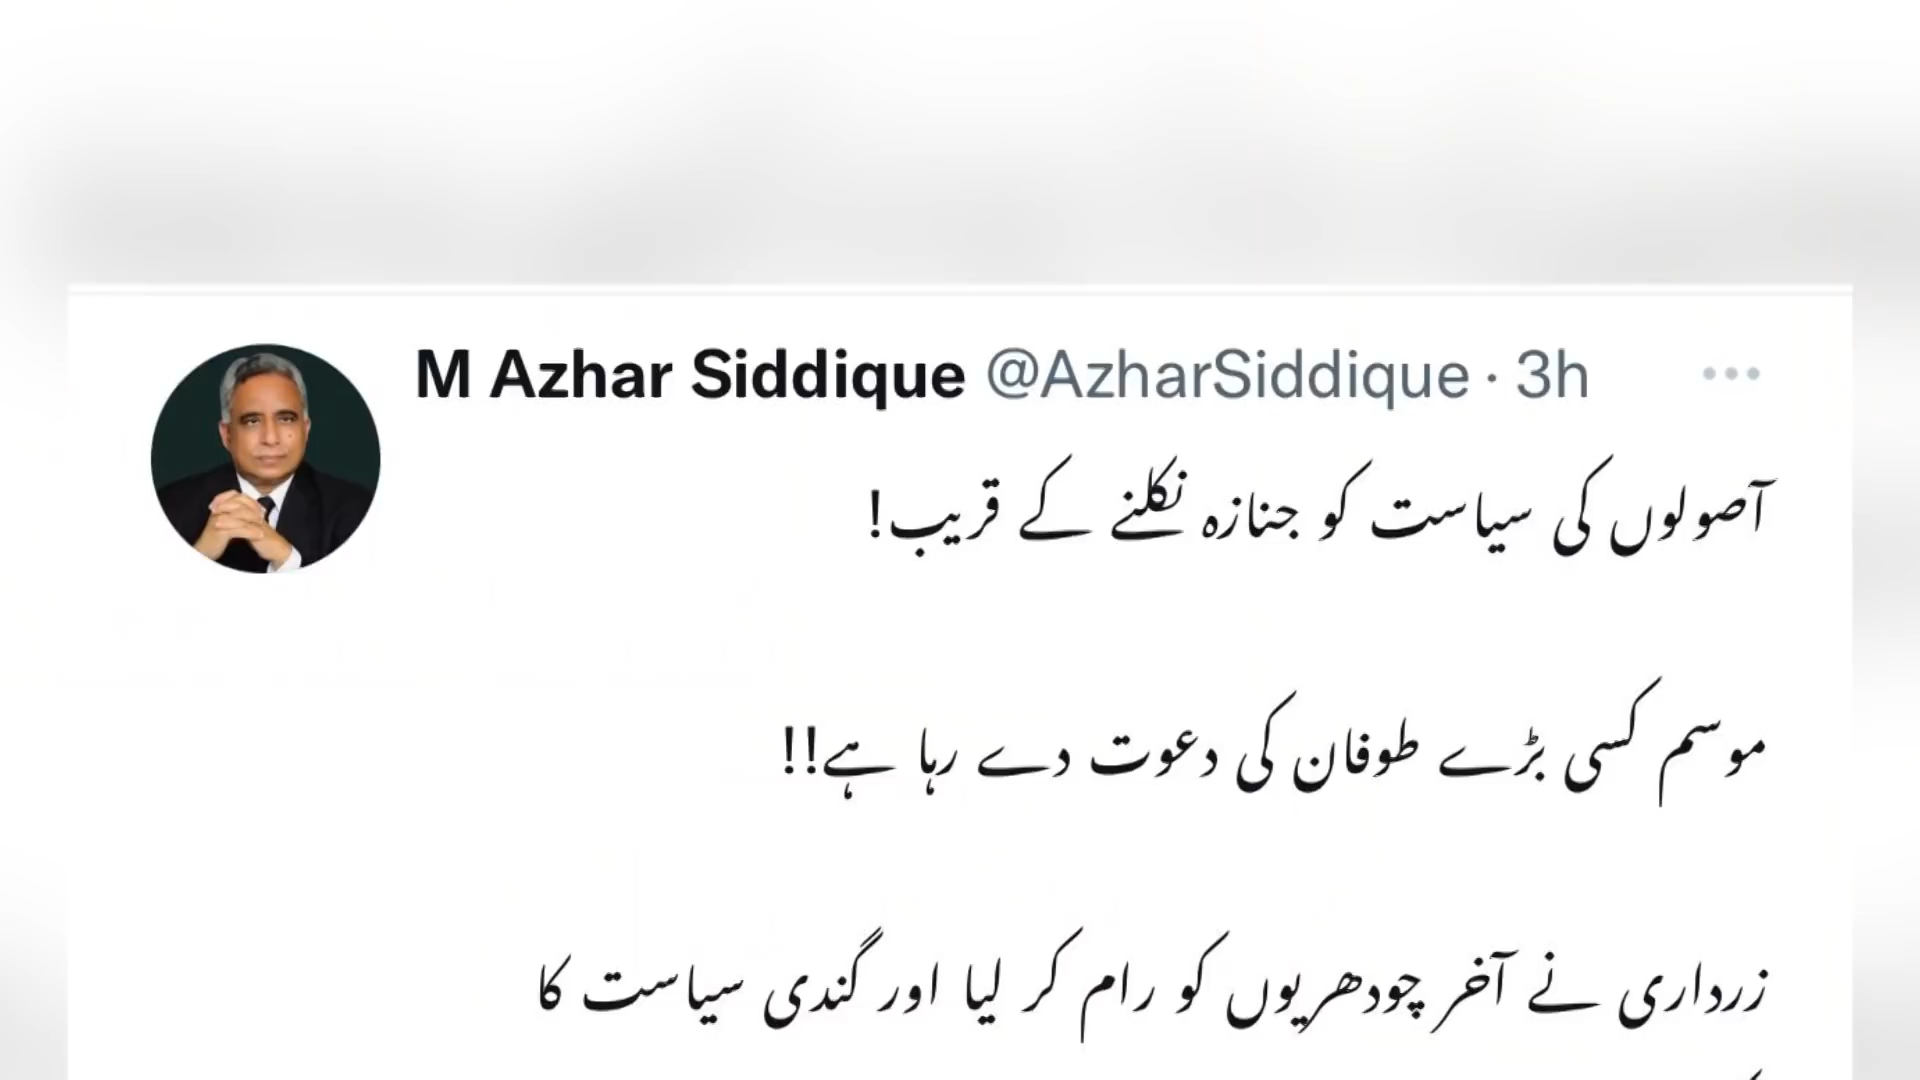 M Azhar Siddique @AzharSiddique · 3h
آصولوں کی سیاست کو جنازہ نکلنے کے قریب!
موسم کسی بڑے طوفان کی دعوت دے رہا ہے!!
زرداری نے آخر چودھریوں کو رام کر لیا اور گندی سیاست کا